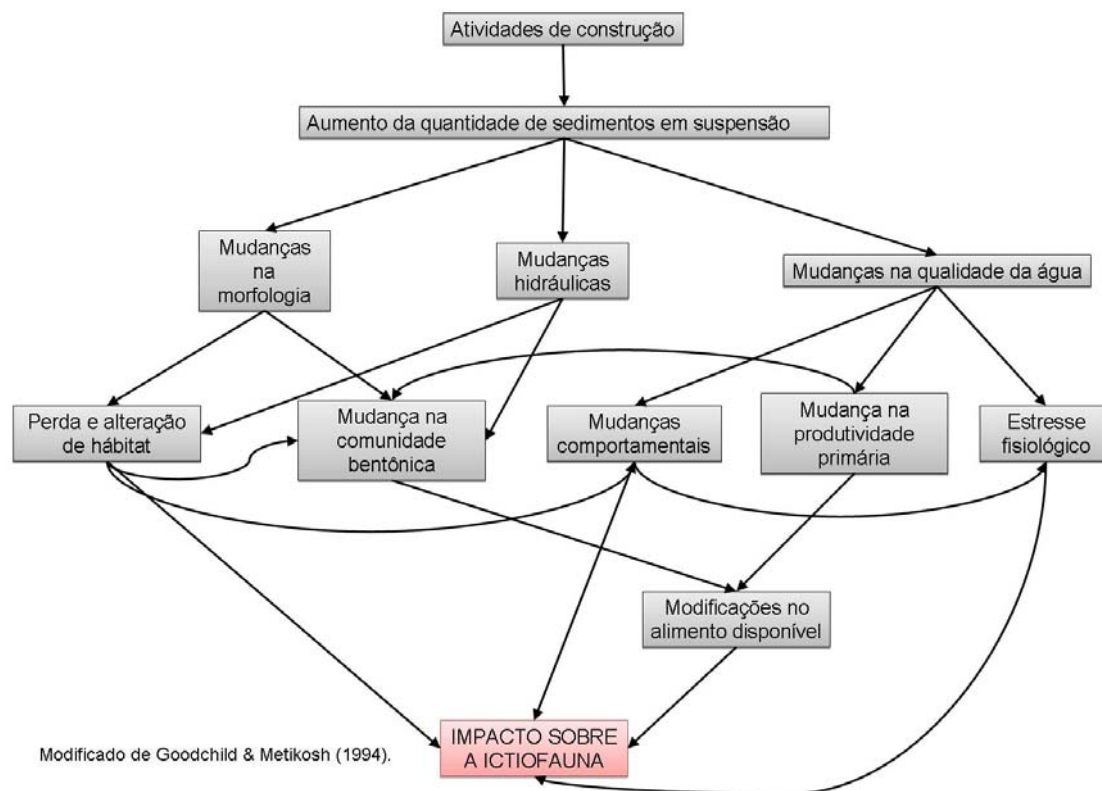 Atividades de construção
Aumento da quantidade de sedimentos em suspensão
Mudanças
na
morfologia
Mudanças
hidráulicas
Mudanças na qualidade da água
Perda e alteração
de hábitat
Mudança na
comunidade
bentônica
Mudanças
comportamentais
Mudança na
produtividade
primária
Estresse
fisiológico
Modificações no
alimento disponível
IMPACTO SOBRE
A ICTIOFAUNA
Modificado de Goodchild & Metikosh (1994).